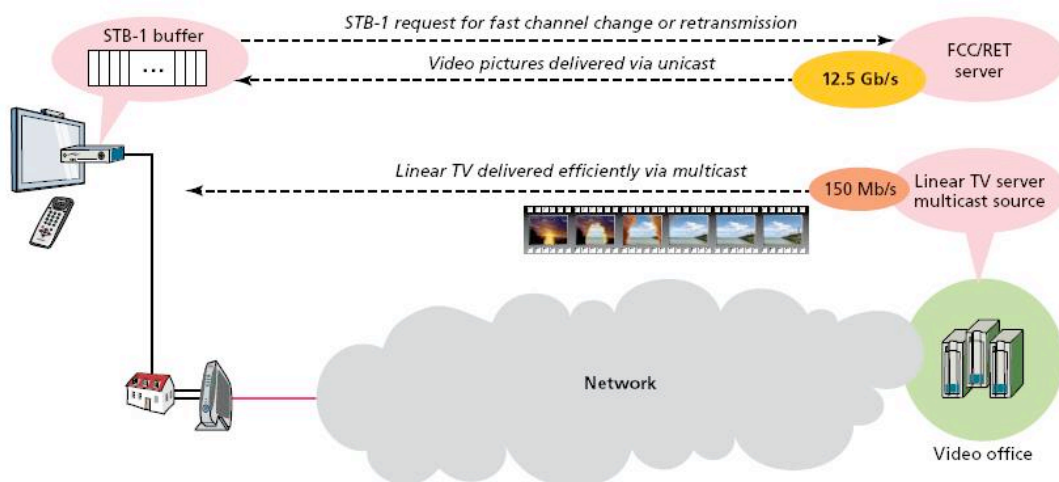 STB-1 request for fast channel change or retransmission
STB-1 buffer
...
Video pictures delivered via unicast
12.5 Gb/s
FCC/RET
server
Linear TV delivered efficiently via multicast
150 Mb/s
Linear TV server
multicast source
Network
Video office